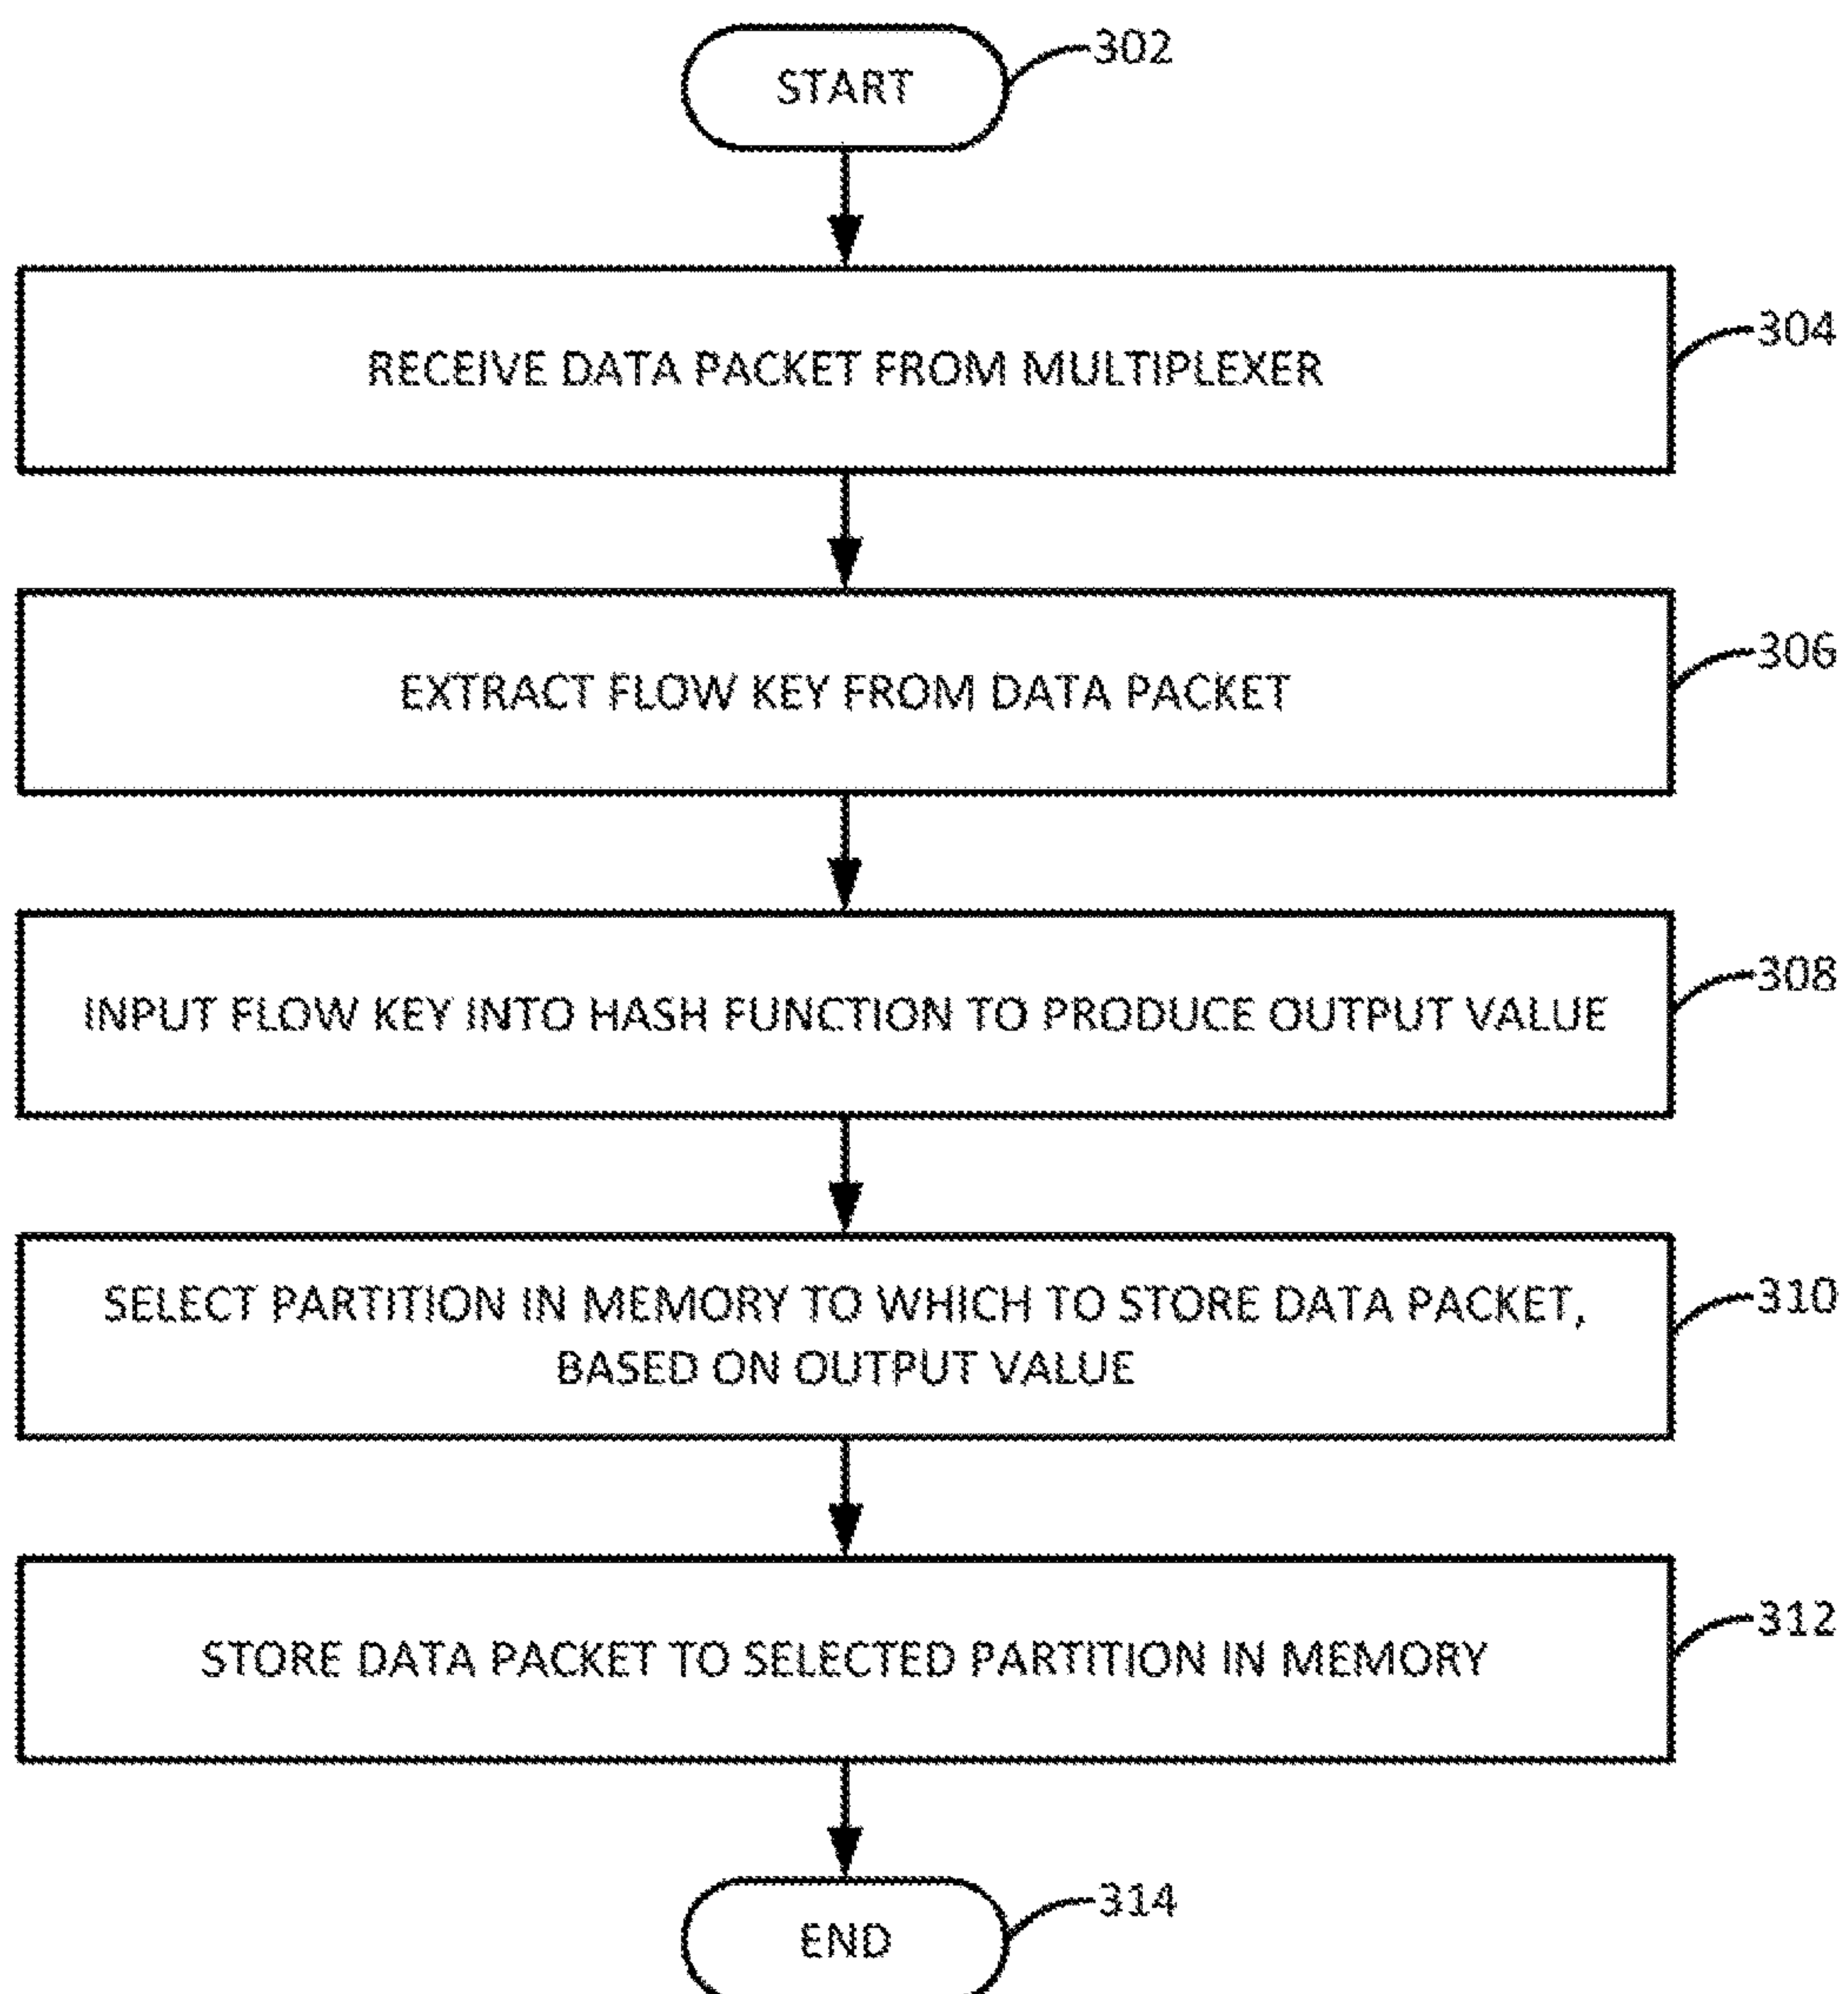 START
302
RECEIVE DATA PACKET FROM MULTIPLEXER
304
EXTRACT FLOW KEY FROM DATA PACKET
306
INPUT FLOW KEY INTO HASH FUNCTION TO PRODUCE OUTPUT VALUE
308
SELECT PARTITION IN MEMORY TO WHICH TO STORE DATA PACKET,
BASED ON OUTPUT VALUE
310
STORE DATA PACKET TO SELECTED PARTITION IN MEMORY
312
END
314